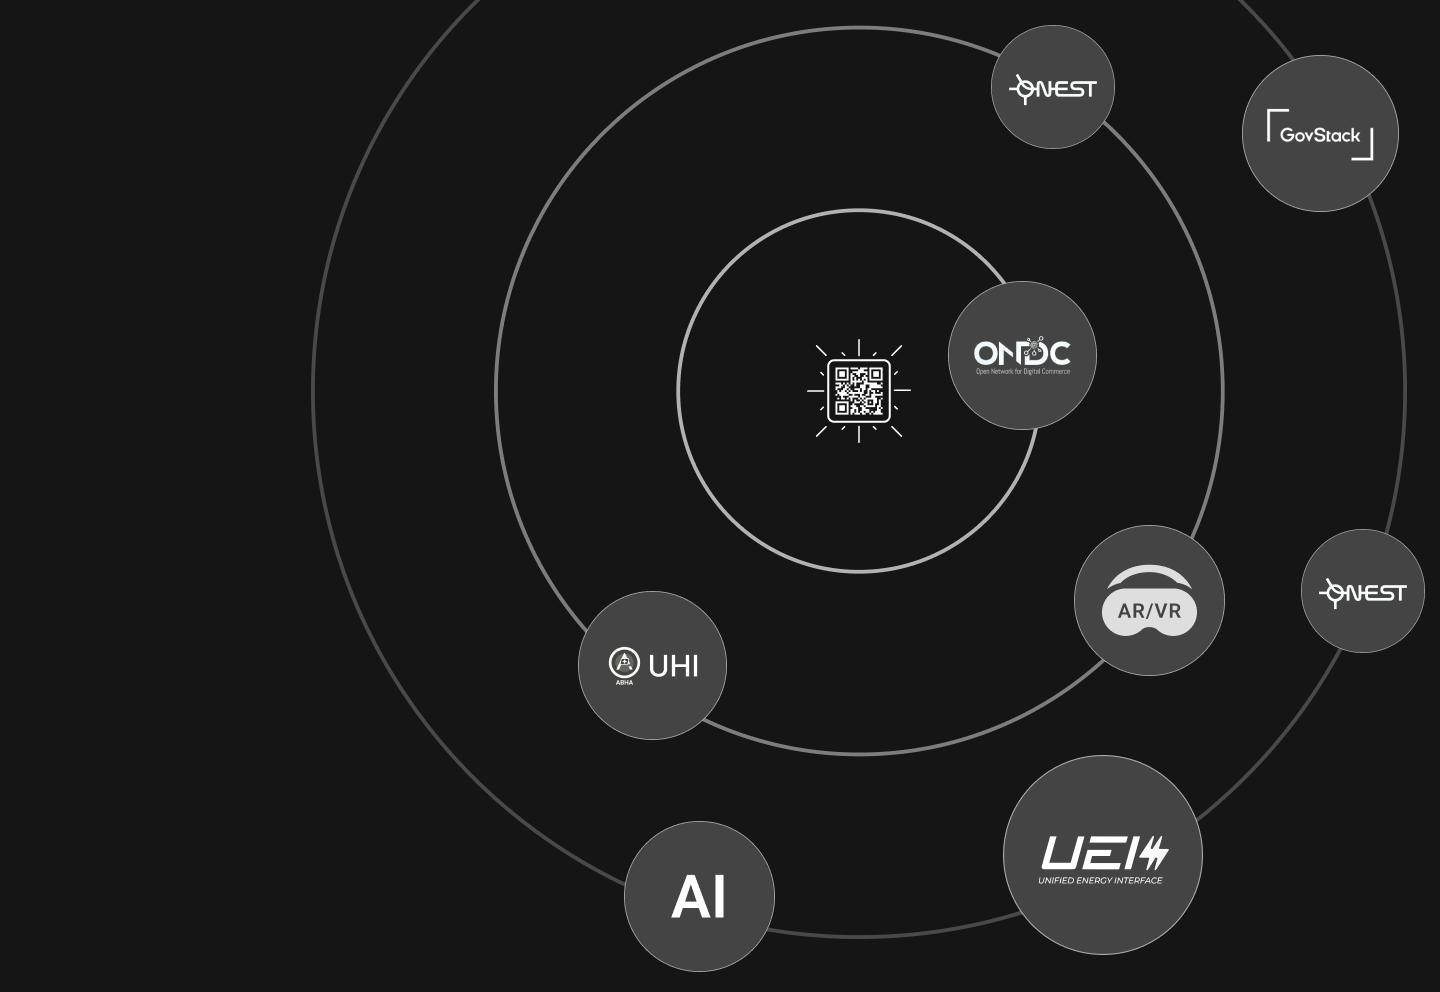 ONEST
GovStack
ONDC
Open Network for Digital Commerce
AR/VR
ONEST
UHI
ABHA
UEI
UNIFIED ENERGY INTERFACE
AI